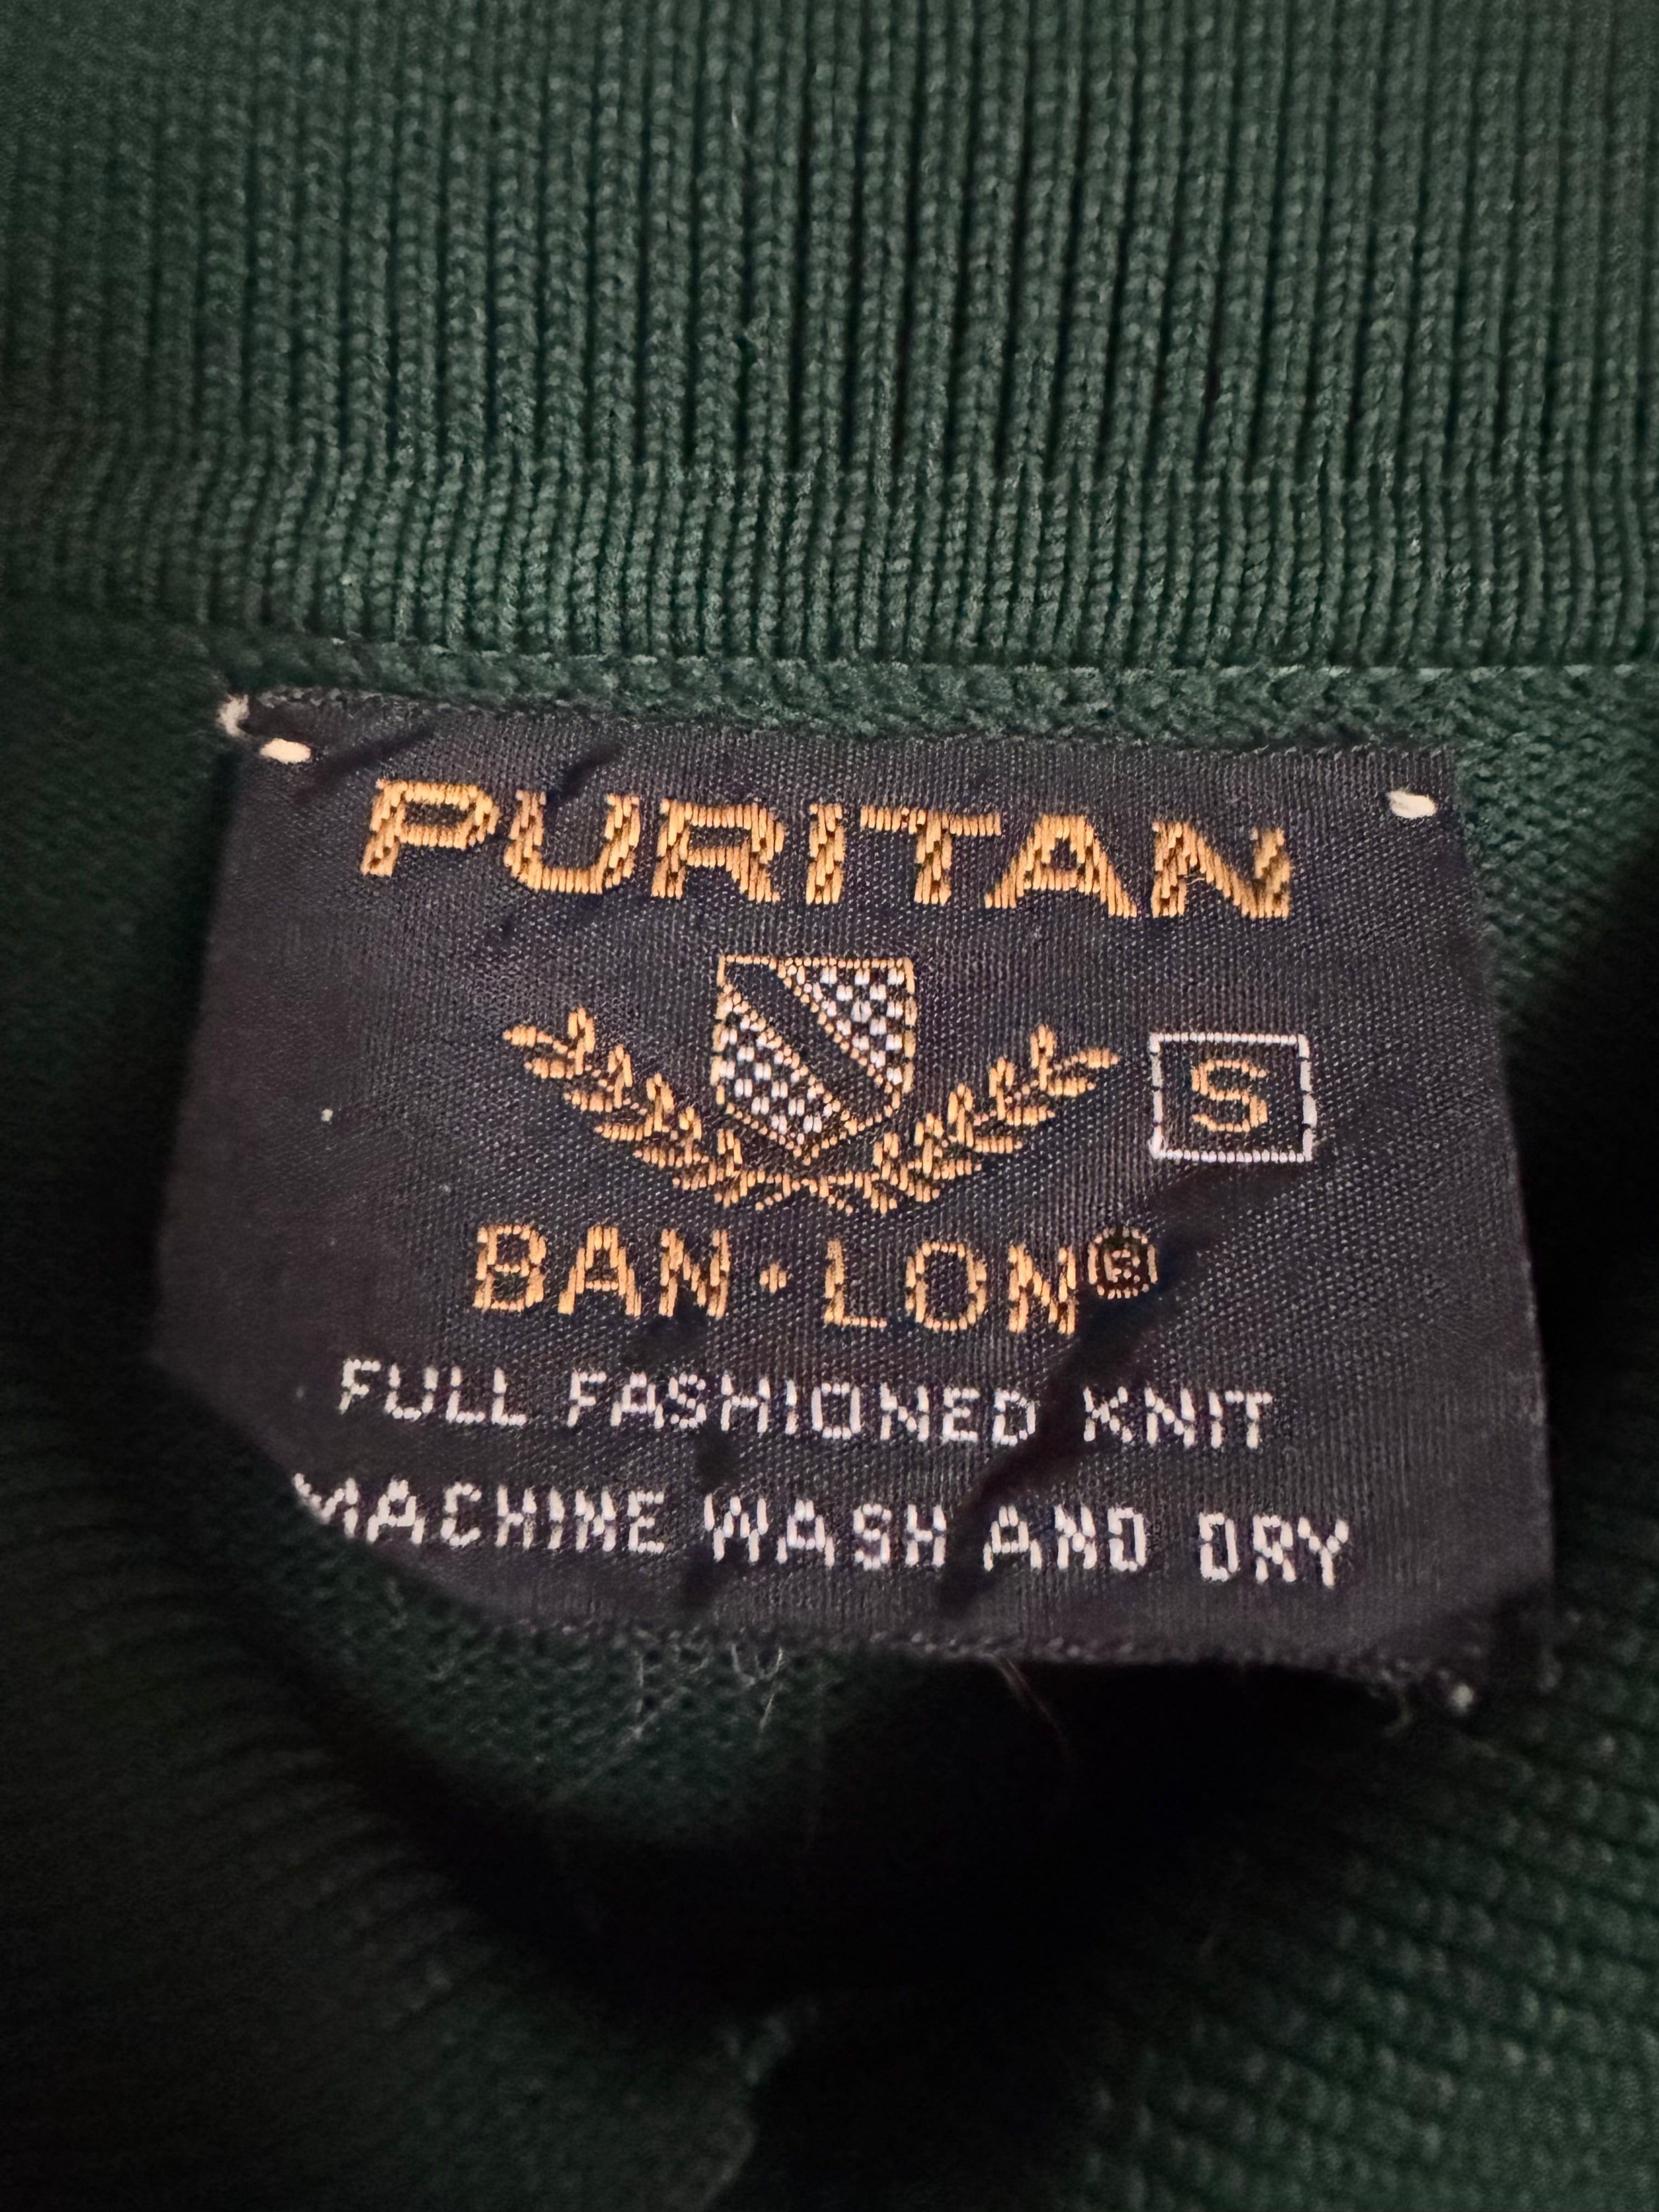 PURITAN
S
BAN·LON®
FULL FASHIONED KNIT
MACHINE WASH AND DRY